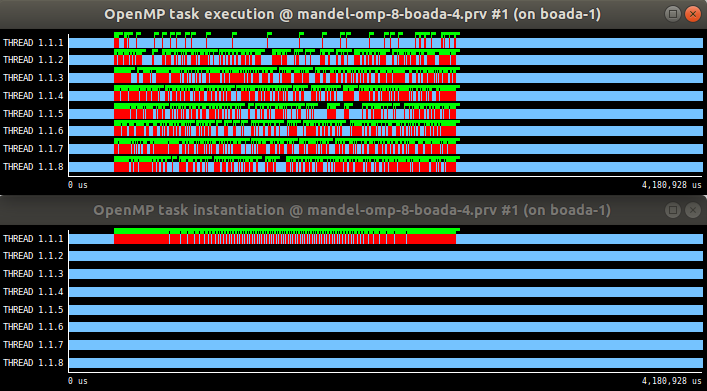 OpenMP task execution @ mandel-omp-8-boada-4.prv #1 (on boada-1)
THREAD 1.1.1
THREAD 1.1.2
THREAD 1.1.3
THREAD 1.1.4
THREAD 1.1.5
THREAD 1.1.6
THREAD 1.1.7
THREAD 1.1.8
0 us 4,180,928 us
OpenMP task instantiation @ mandel-omp-8-boada-4.prv #1 (on boada-1)
THREAD 1.1.1
THREAD 1.1.2
THREAD 1.1.3
THREAD 1.1.4
THREAD 1.1.5
THREAD 1.1.6
THREAD 1.1.7
THREAD 1.1.8
0 us 4,180,928 us